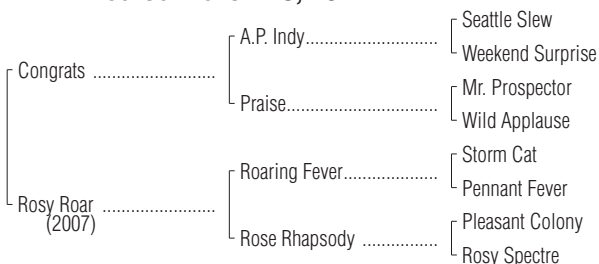 Congrats
A.P. Indy
Seattle Slew
Weekend Surprise
Praise
Mr. Prospector
Wild Applause
Rosy Roar
(2007)
Roaring Fever
Storm Cat
Pennant Fever
Rose Rhapsody
Pleasant Colony
Rosy Spectre